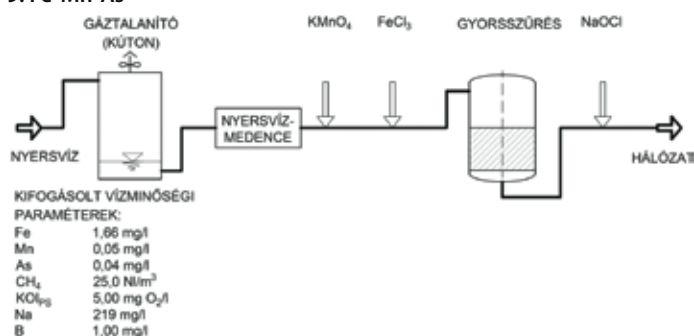 GÁZTALANÍTÓ
(KÚTON)
KMnO₄
FeCl₃
GYORSSZŰRÉS
NaOCl
NYERSVÍZ
NYERSVÍZ-
MEDENCE
HÁLÓZAT
KIFOGÁSOLT VÍZMINŐSÉGI
PARAMÉTEREK:
Fe 1,66 mg/l
Mn 0,05 mg/l
As 0,04 mg/l
CH₄ 25,0 Nl/m³
KOIₚₛ 5,00 mg O₂/l
Na 219 mg/l
B 1,00 mg/l